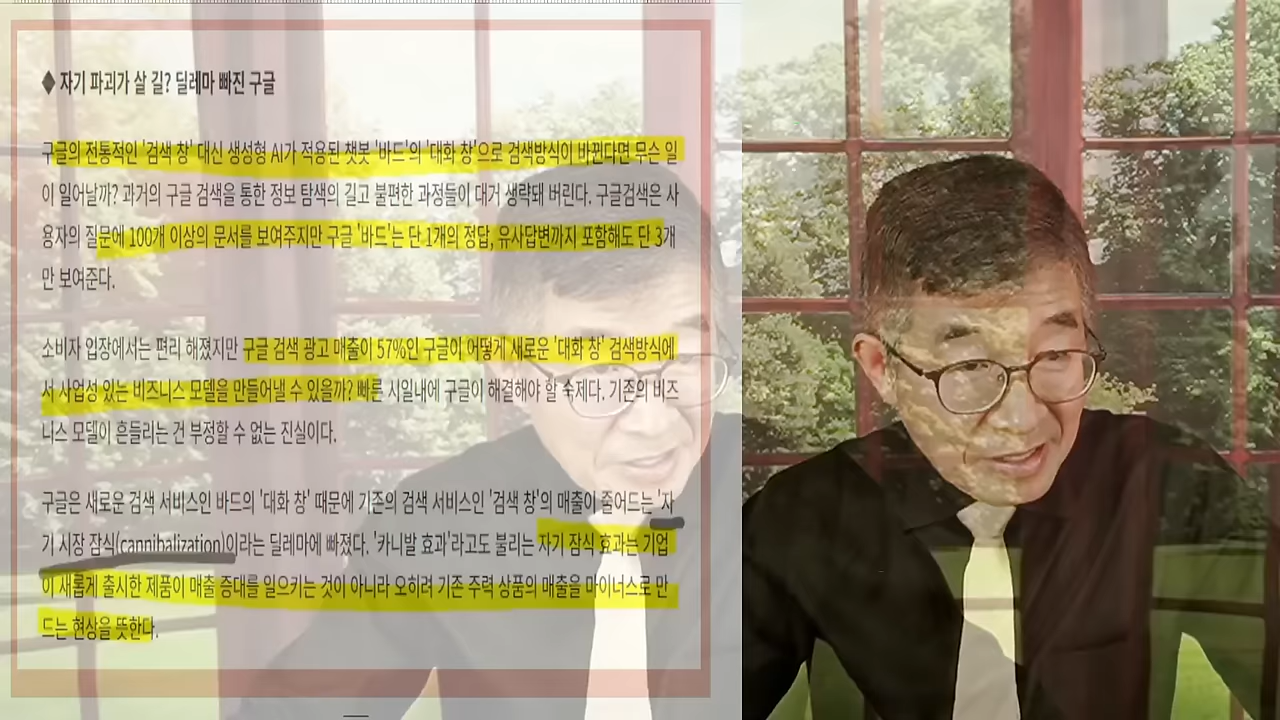 ◆ 자기 파괴가 살 길? 딜레마 빠진 구글
구글의 전통적인 '검색 창' 대신 생성형 AI가 적용된 챗봇 '바드'의 '대화 창'으로 검색방식이 바뀐다면 무슨 일
이 일어날까? 과거의 구글 검색을 통한 정보 탐색의 길고 불편한 과정들이 대거 생략돼 버린다. 구글검색은 사
용자의 질문에 100개 이상의 문서를 보여주지만 구글 '바드'는 단 1개의 정답, 유사답변까지 포함해도 단 3개
만 보여준다.
소비자 입장에서는 편리 해졌지만 구글 검색 광고 매출이 57%인 구글이 어떻게 새로운 '대화 창' 검색방식에
서 사업성 있는 비즈니스 모델을 만들어낼 수 있을까? 빠른 시일내에 구글이 해결해야 할 숙제다. 기존의 비즈
니스 모델이 흔들리는 건 부정할 수 없는 진실이다.
구글은 새로운 검색 서비스인 바드의 '대화 창' 때문에 기존의 검색 서비스인 '검색 창'의 매출이 줄어드는 '자
기 시장 잠식(cannibalization)이라는 딜레마에 빠졌다. '카니발 효과'라고도 불리는 자기 잠식 효과는 기업
이 새롭게 출시한 제품이 매출 증대를 일으키는 것이 아니라 오히려 기존 주력 상품의 매출을 마이너스로 만
드는 현상을 뜻한다.